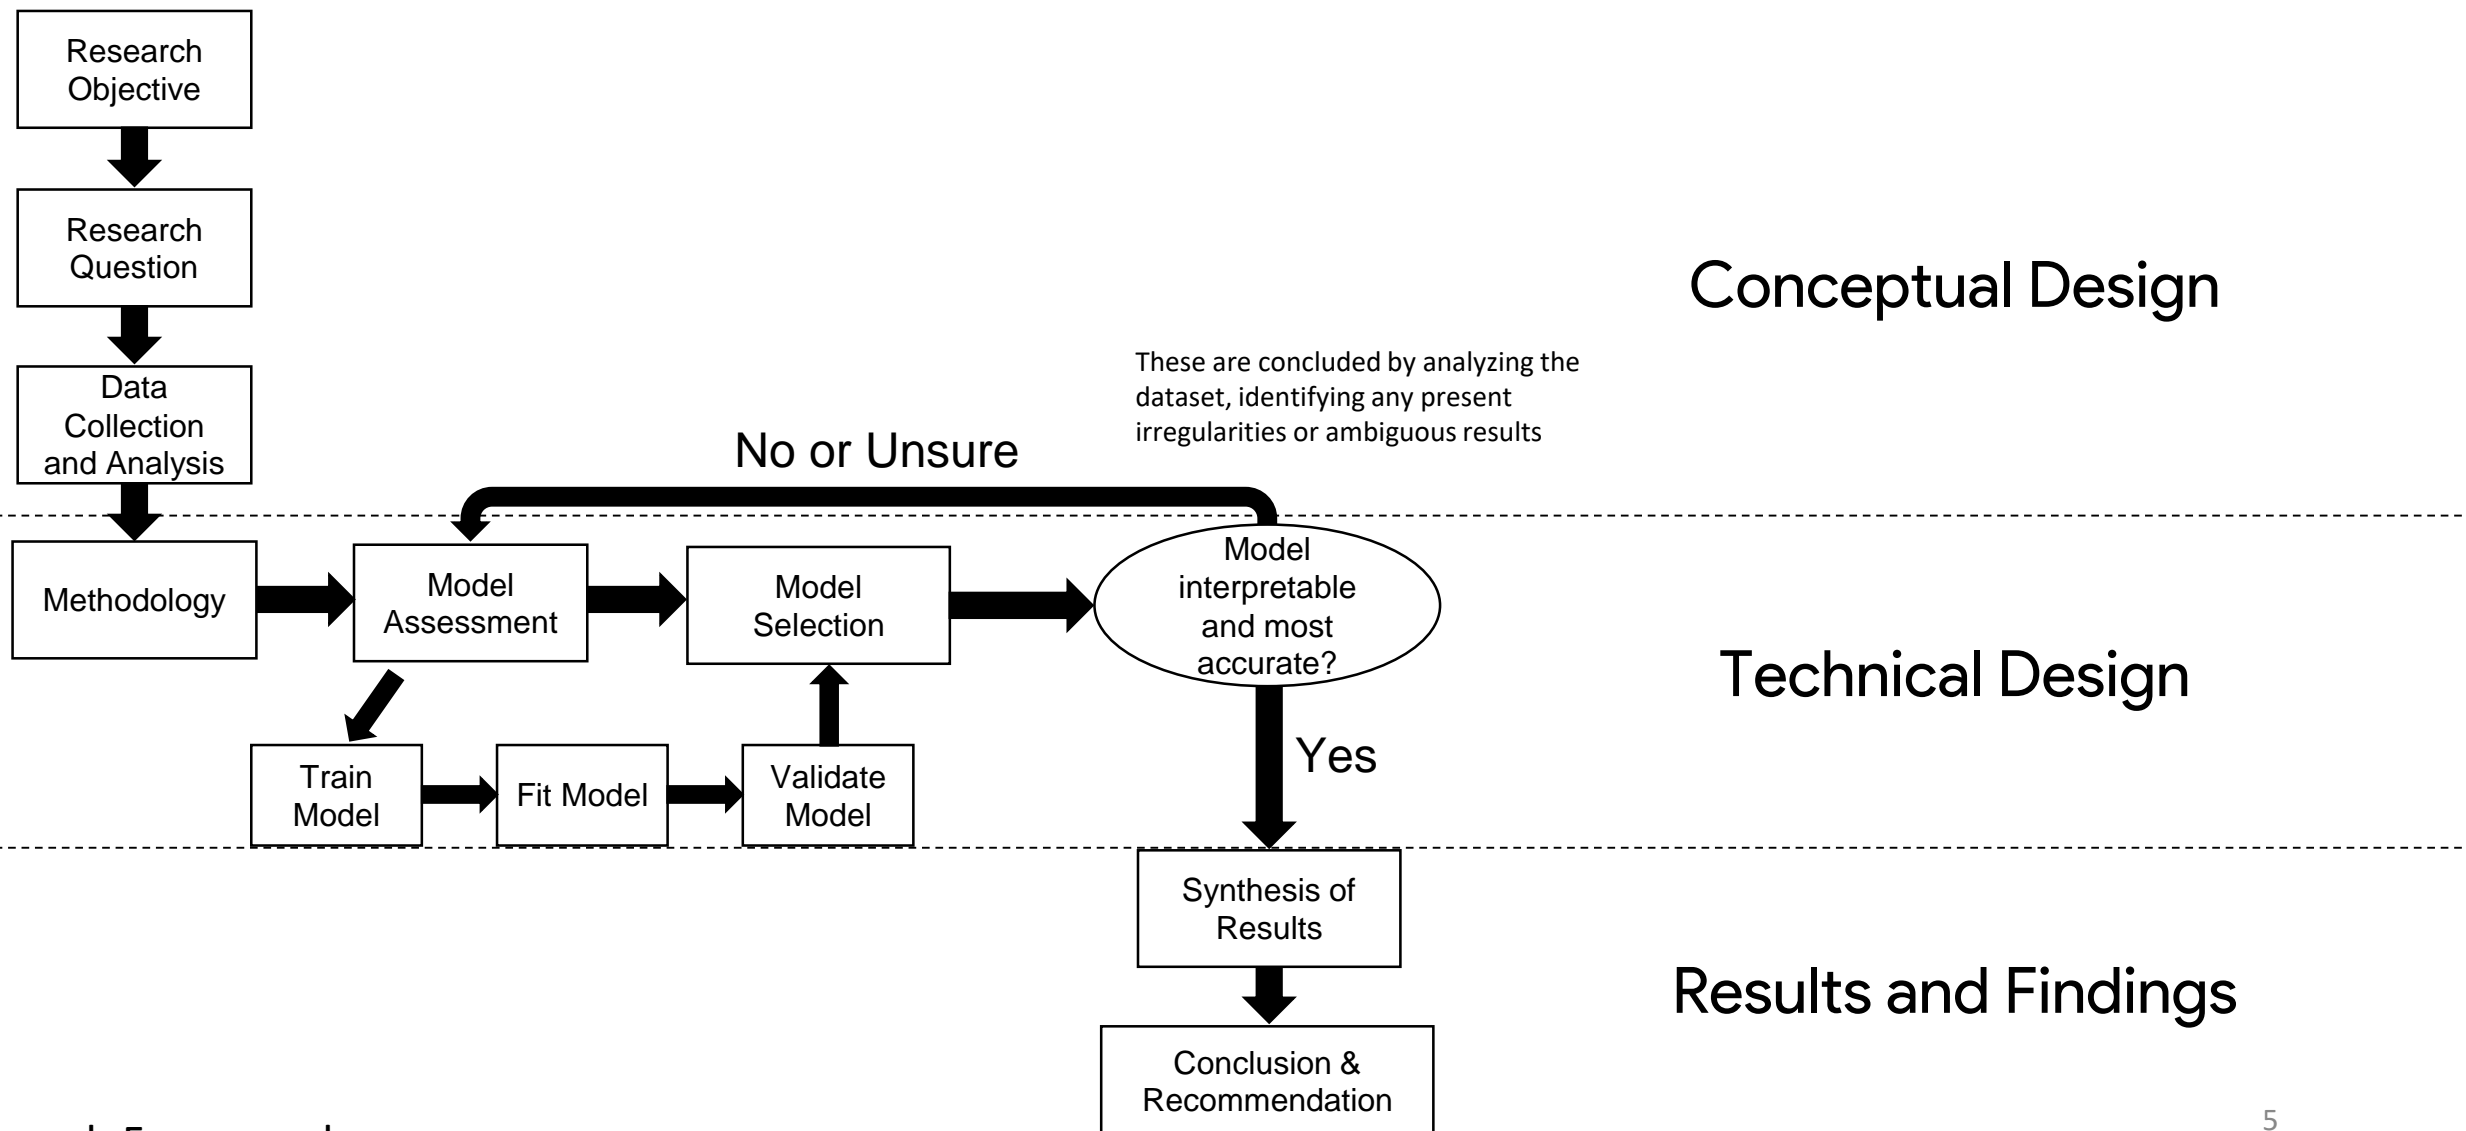 Research
Objective
Research
Question
Data
Collection
and Analysis
Conceptual Design
These are concluded by analyzing the
dataset, identifying any present
irregularities or ambiguous results
No or Unsure
Methodology
Model
Assessment
Model
Selection
Model
interpretable
and most
accurate?
Technical Design
Train
Model
Fit Model
Validate
Model
Yes
Synthesis of
Results
Results and Findings
Conclusion &
Recommendation
5